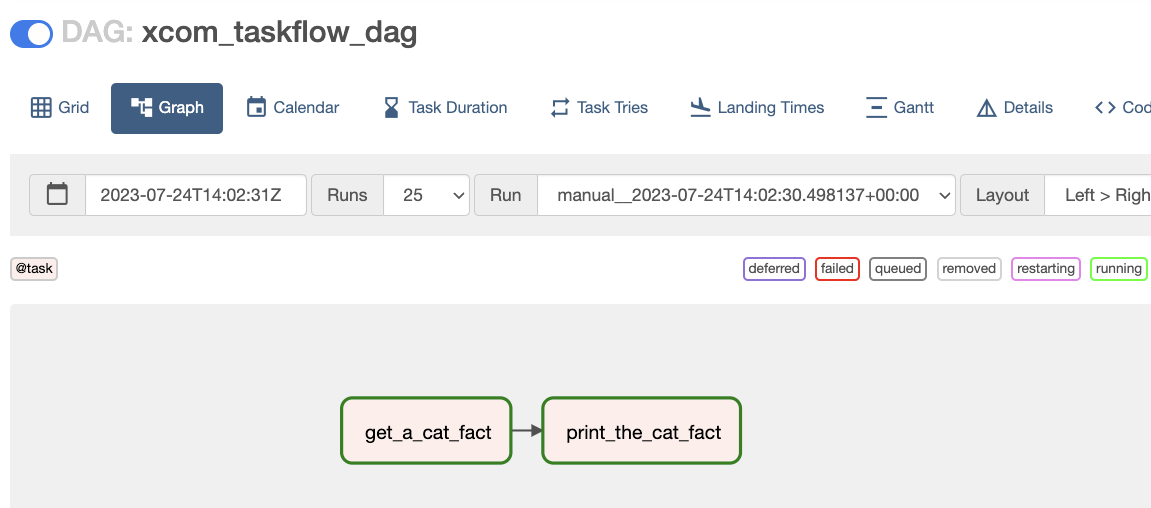 DAG: xcom_taskflow_dag
Grid Graph Calendar Task Duration Task Tries Landing Times Gantt Details <> Cod
2023-07-24T14:02:31Z Runs 25 Run manual__2023-07-24T14:02:30.498137+00:00 Layout Left > Righ
@task deferred failed queued removed restarting running
get_a_cat_fact print_the_cat_fact